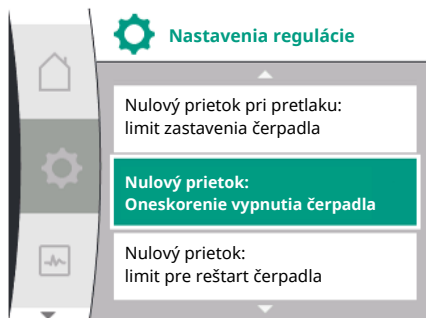 Nastavenia regulácie
Nulový prietok pri pretlaku:
limit zastavenia čerpadla
Nulový prietok:
Oneskorenie vypnutia čerpadla
Nulový prietok:
limit pre reštart čerpadla